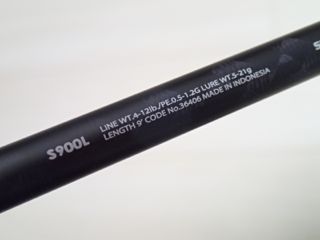 S900L
LINE WT.4-12lb./PE.0.5-1.2G LURE WT.5-21g
LENGTH 9' CODE No.36406 MADE IN INDONESIA